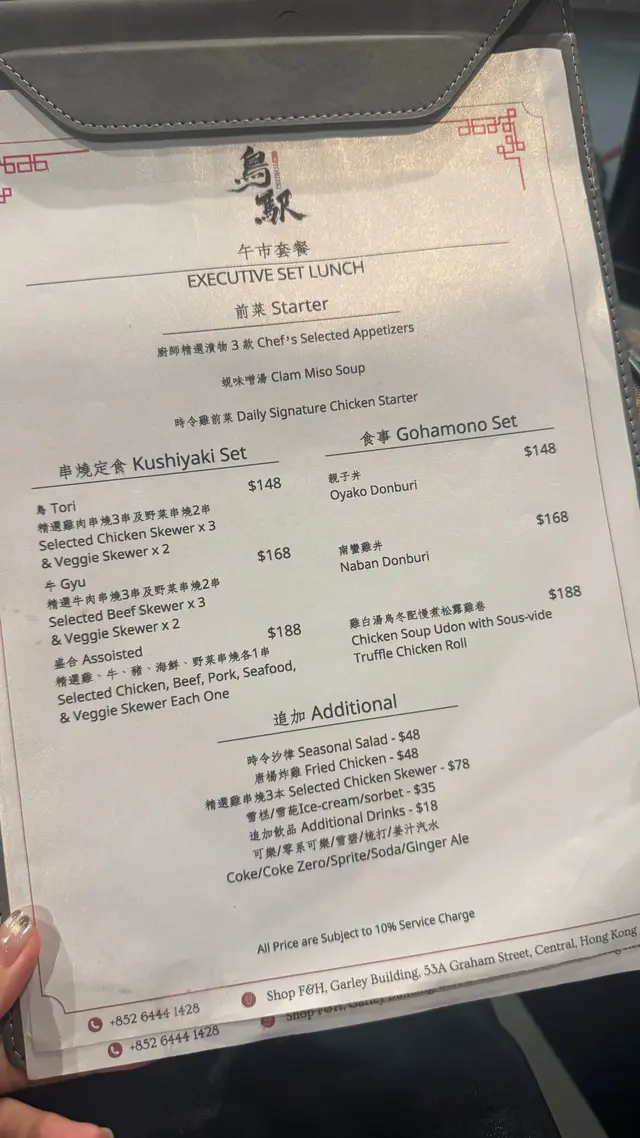 鳥
駅
午市套餐
EXECUTIVE SET LUNCH
前菜 Starter
廚師精選漬物 3 款 Chef's Selected Appetizers
蜆味噌湯 Clam Miso Soup
時令雞前菜 Daily Signature Chicken Starter
串燒定食 Kushiyaki Set
鳥 Tori $148
精選雞肉串燒3串及野菜串燒2串
Selected Chicken Skewer x 3
& Veggie Skewer x 2
牛 Gyu $168
精選牛肉串燒3串及野菜串燒2串
Selected Beef Skewer x 3
& Veggie Skewer x 2
盛合 Assoisted $188
精選雞、牛、豬、海鮮、野菜串燒各1串
Selected Chicken, Beef, Pork, Seafood,
& Veggie Skewer Each One
食事 Gohamono Set
親子丼 $148
Oyako Donburi
南蠻雞丼 $168
Naban Donburi
雞白湯烏冬配慢煮松露雞卷 $188
Chicken Soup Udon with Sous-vide
Truffle Chicken Roll
追加 Additional
時令沙律 Seasonal Salad - $48
唐楊炸雞 Fried Chicken - $48
精選雞串燒3本 Selected Chicken Skewer - $78
雪糕/雪葩Ice-cream/sorbet - $35
追加飲品 Additional Drinks - $18
可樂/零系可樂/雪碧/梳打/姜汁汽水
Coke/Coke Zero/Sprite/Soda/Ginger Ale
All Price are Subject to 10% Service Charge
+852 6444 1428 Shop F&H, Garley Building, 53A Graham Street, Central, Hong Kong
+852 6444 1428